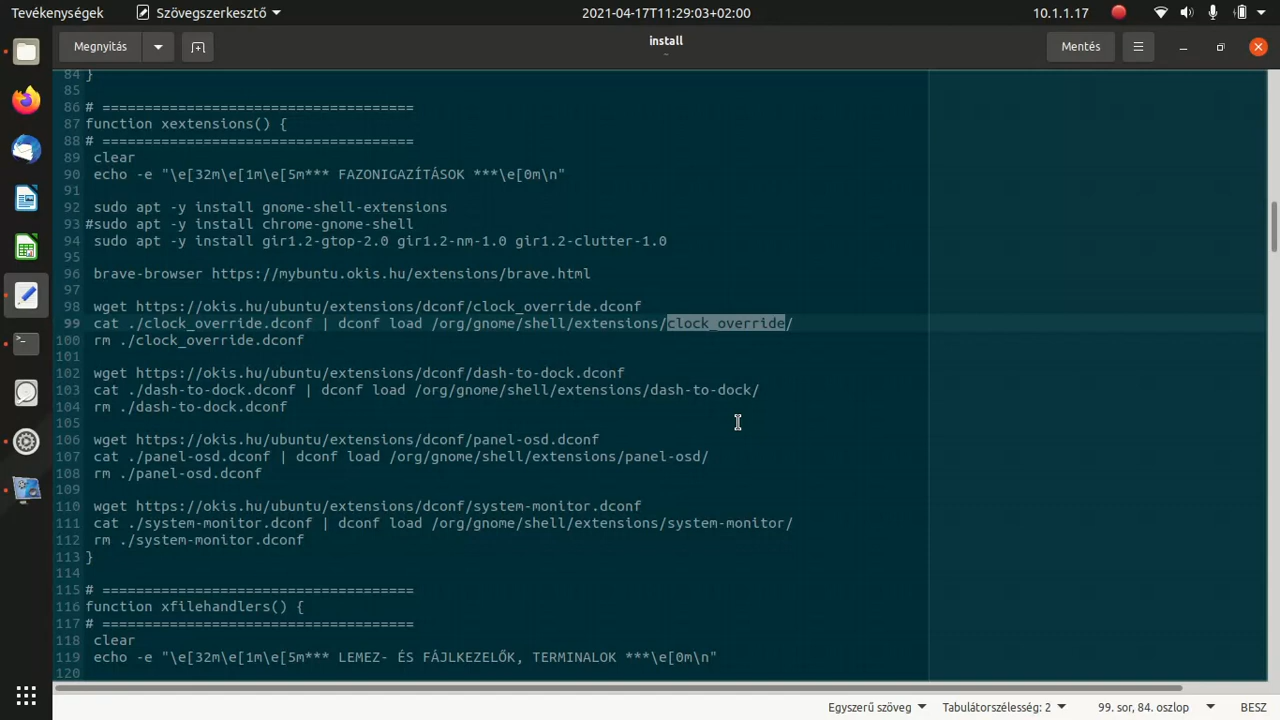 Tevékenységek Szövegszerkesztő 2021-04-17T11:29:03+02:00 10.1.1.17
Megnyitás install Mentés
~
84 }
85
86 # =====================================
87 function xextensions() {
88 # =====================================
89  clear
90  echo -e "\e[32m\e[1m\e[5m*** FAZONIGAZÍTÁSOK ***\e[0m\n"
91
92  sudo apt -y install gnome-shell-extensions
93 #sudo apt -y install chrome-gnome-shell
94  sudo apt -y install gir1.2-gtop-2.0 gir1.2-nm-1.0 gir1.2-clutter-1.0
95
96  brave-browser https://mybuntu.okis.hu/extensions/brave.html
97
98  wget https://okis.hu/ubuntu/extensions/dconf/clock_override.dconf
99  cat ./clock_override.dconf | dconf load /org/gnome/shell/extensions/clock_override/
100  rm ./clock_override.dconf
101
102  wget https://okis.hu/ubuntu/extensions/dconf/dash-to-dock.dconf
103  cat ./dash-to-dock.dconf | dconf load /org/gnome/shell/extensions/dash-to-dock/
104  rm ./dash-to-dock.dconf
105
106  wget https://okis.hu/ubuntu/extensions/dconf/panel-osd.dconf
107  cat ./panel-osd.dconf | dconf load /org/gnome/shell/extensions/panel-osd/
108  rm ./panel-osd.dconf
109
110  wget https://okis.hu/ubuntu/extensions/dconf/system-monitor.dconf
111  cat ./system-monitor.dconf | dconf load /org/gnome/shell/extensions/system-monitor/
112  rm ./system-monitor.dconf
113 }
114
115 # =====================================
116 function xfilehandlers() {
117 # =====================================
118  clear
119  echo -e "\e[32m\e[1m\e[5m*** LEMEZ- ÉS FÁJLKEZELŐK, TERMINALOK ***\e[0m\n"
120
Egyszerű szöveg Tabulátorszélesség: 2 99. sor, 84. oszlop BESZ